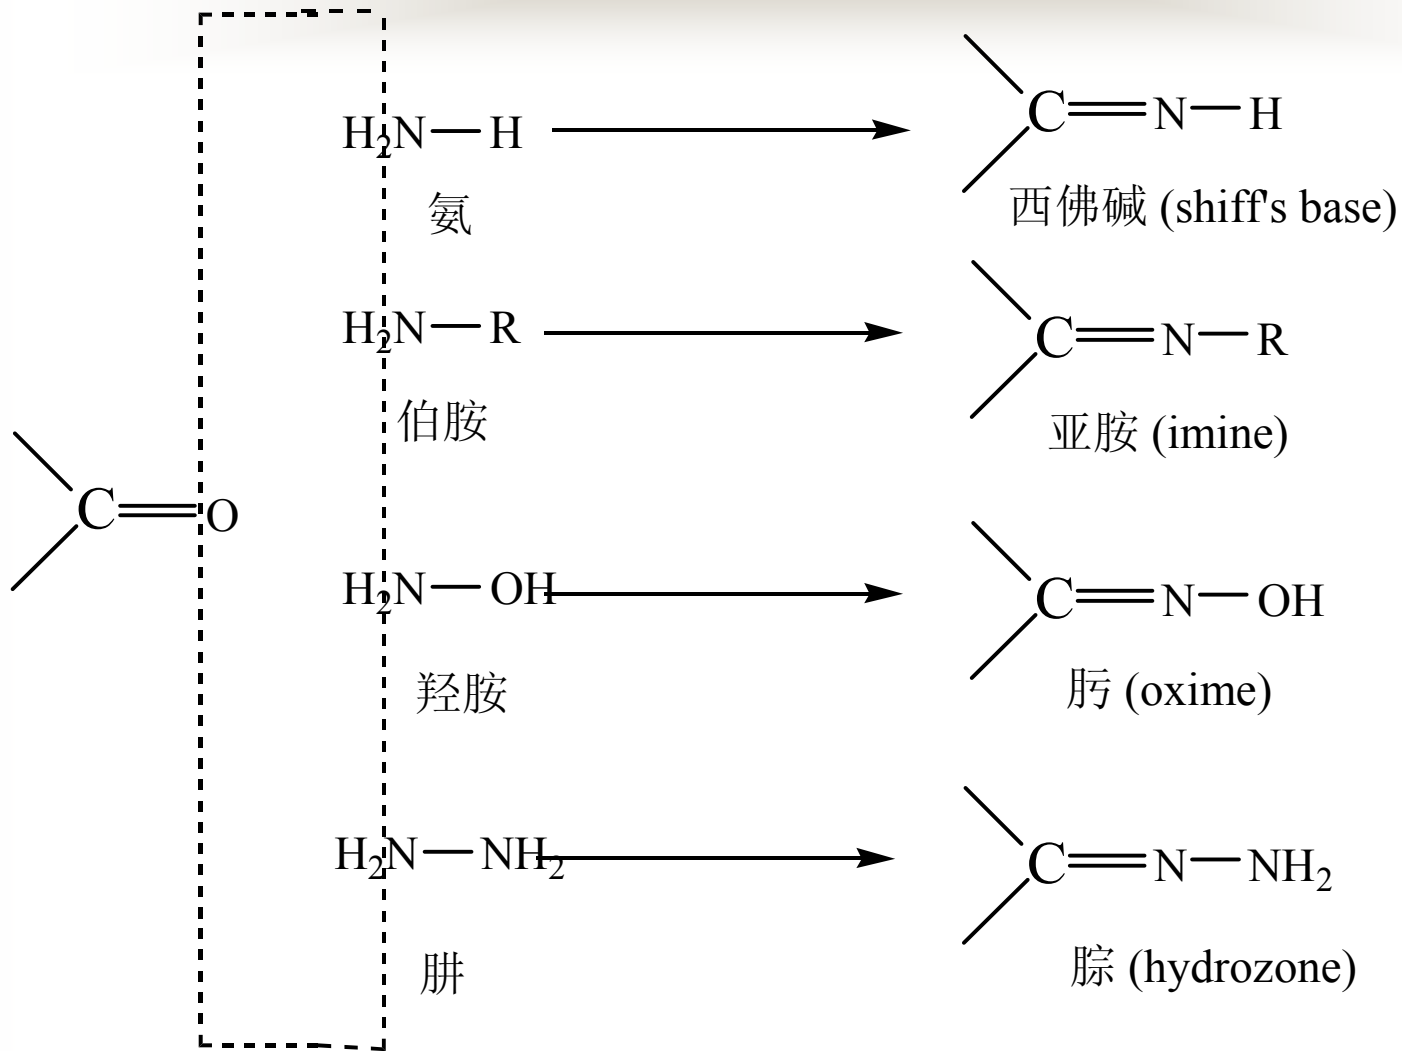 H₂N—H
C=N—H
氨
西佛碱 (shiff's base)
H₂N—R
C=N—R
伯胺
亚胺 (imine)
C=O
H₂N—OH
C=N—OH
羟胺
肟 (oxime)
H₂N—NH₂
C=N—NH₂
肼
腙 (hydrozone)